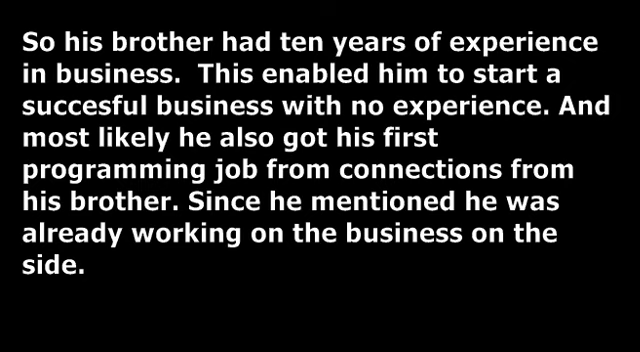 So his brother had ten years of experience
in business.  This enabled him to start a
succesful business with no experience. And
most likely he also got his first
programming job from connections from
his brother. Since he mentioned he was
already working on the business on the
side.